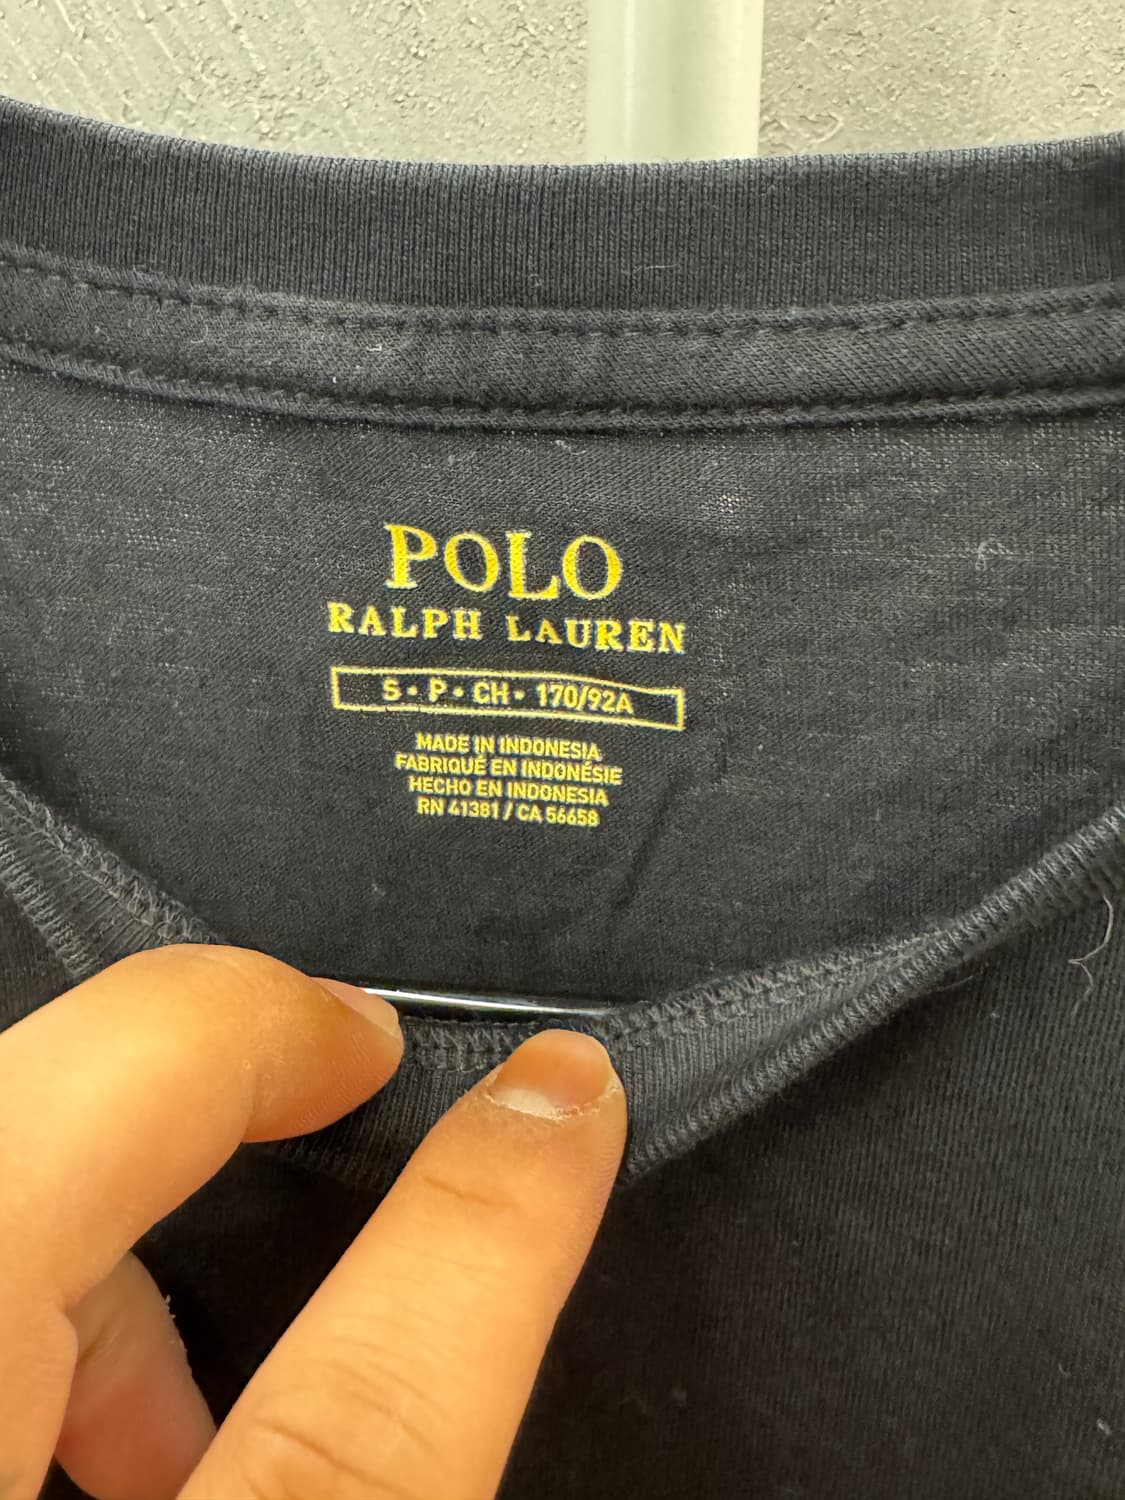 POLO
RALPH LAUREN
S • P • CH • 170/92A
MADE IN INDONESIA
FABRIQUÉ EN INDONÉSIE
HECHO EN INDONESIA
RN 41381 / CA 56658